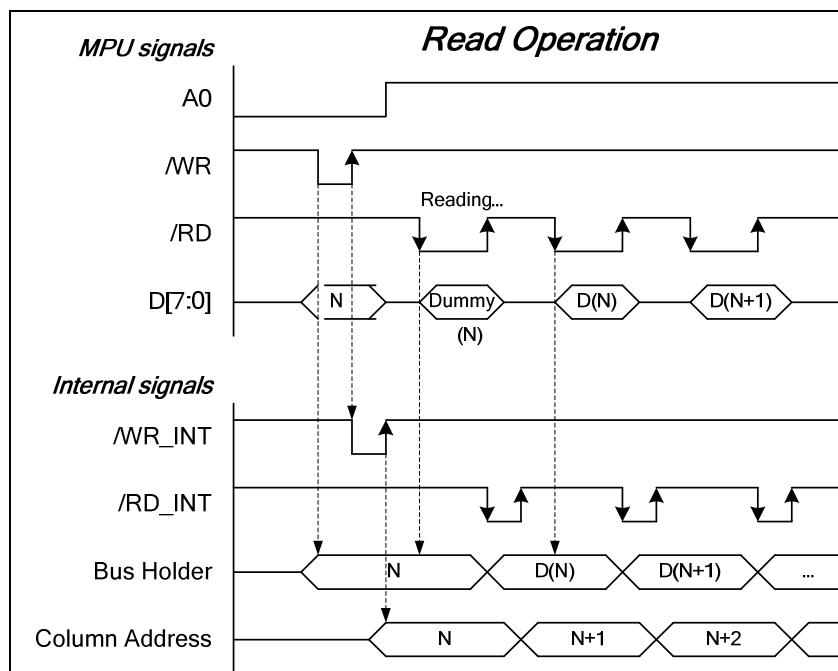 MPU signals Read Operation
A0
/WR
Reading...
/RD
D[7:0] N Dummy D(N) D(N+1)
(N)
Internal signals
/WR_INT
/RD_INT
Bus Holder N D(N) D(N+1) ...
Column Address N N+1 N+2